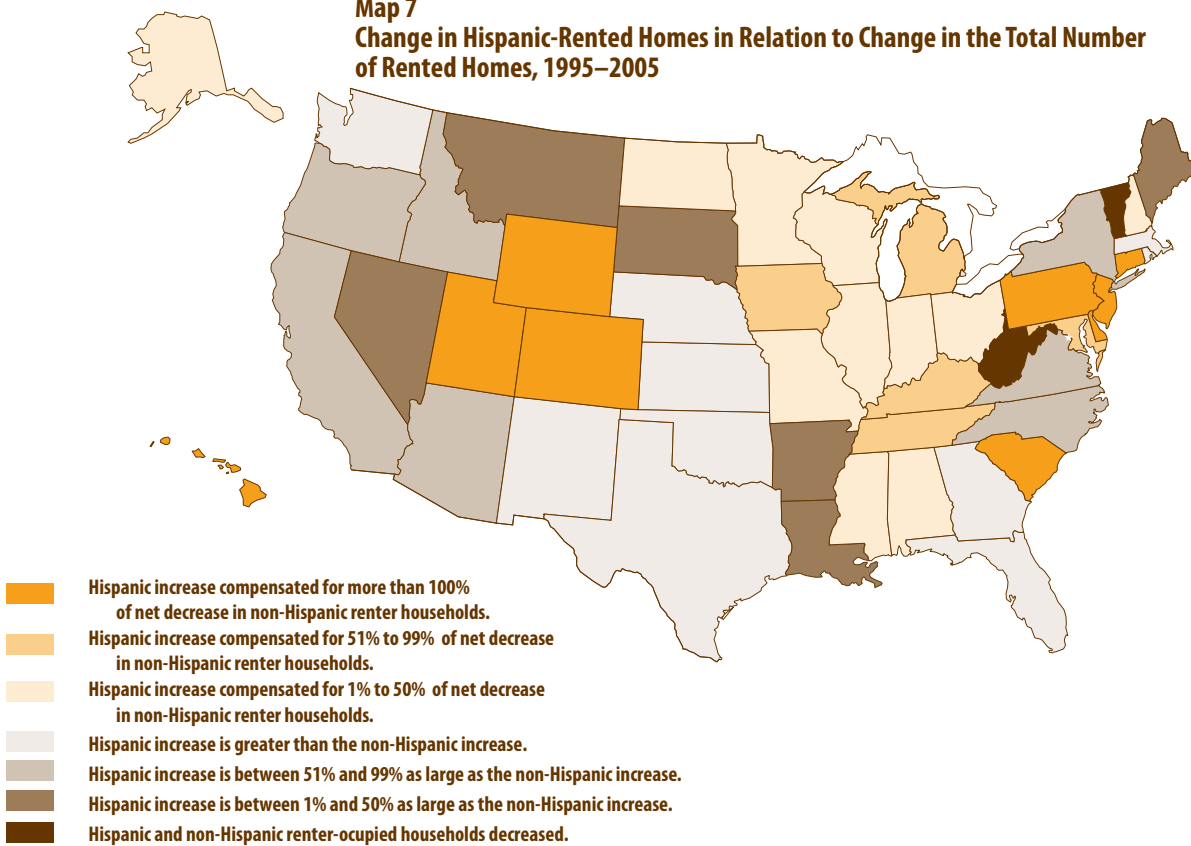 Map 7
Change in Hispanic-Rented Homes in Relation to Change in the Total Number
of Rented Homes, 1995–2005
Hispanic increase compensated for more than 100%
of net decrease in non-Hispanic renter households.
Hispanic increase compensated for 51% to 99% of net decrease
in non-Hispanic renter households.
Hispanic increase compensated for 1% to 50% of net decrease
in non-Hispanic renter households.
Hispanic increase is greater than the non-Hispanic increase.
Hispanic increase is between 51% and 99% as large as the non-Hispanic increase.
Hispanic increase is between 1% and 50% as large as the non-Hispanic increase.
Hispanic and non-Hispanic renter-ocupied households decreased.